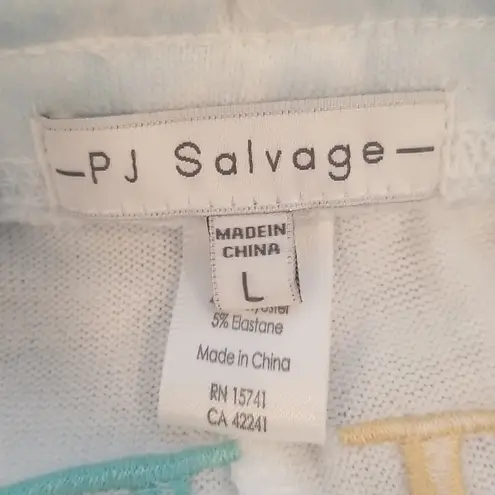 —PJ Salvage—
MADE IN
CHINA
L
5% Elastane
Made in China
RN 15741
CA 42241